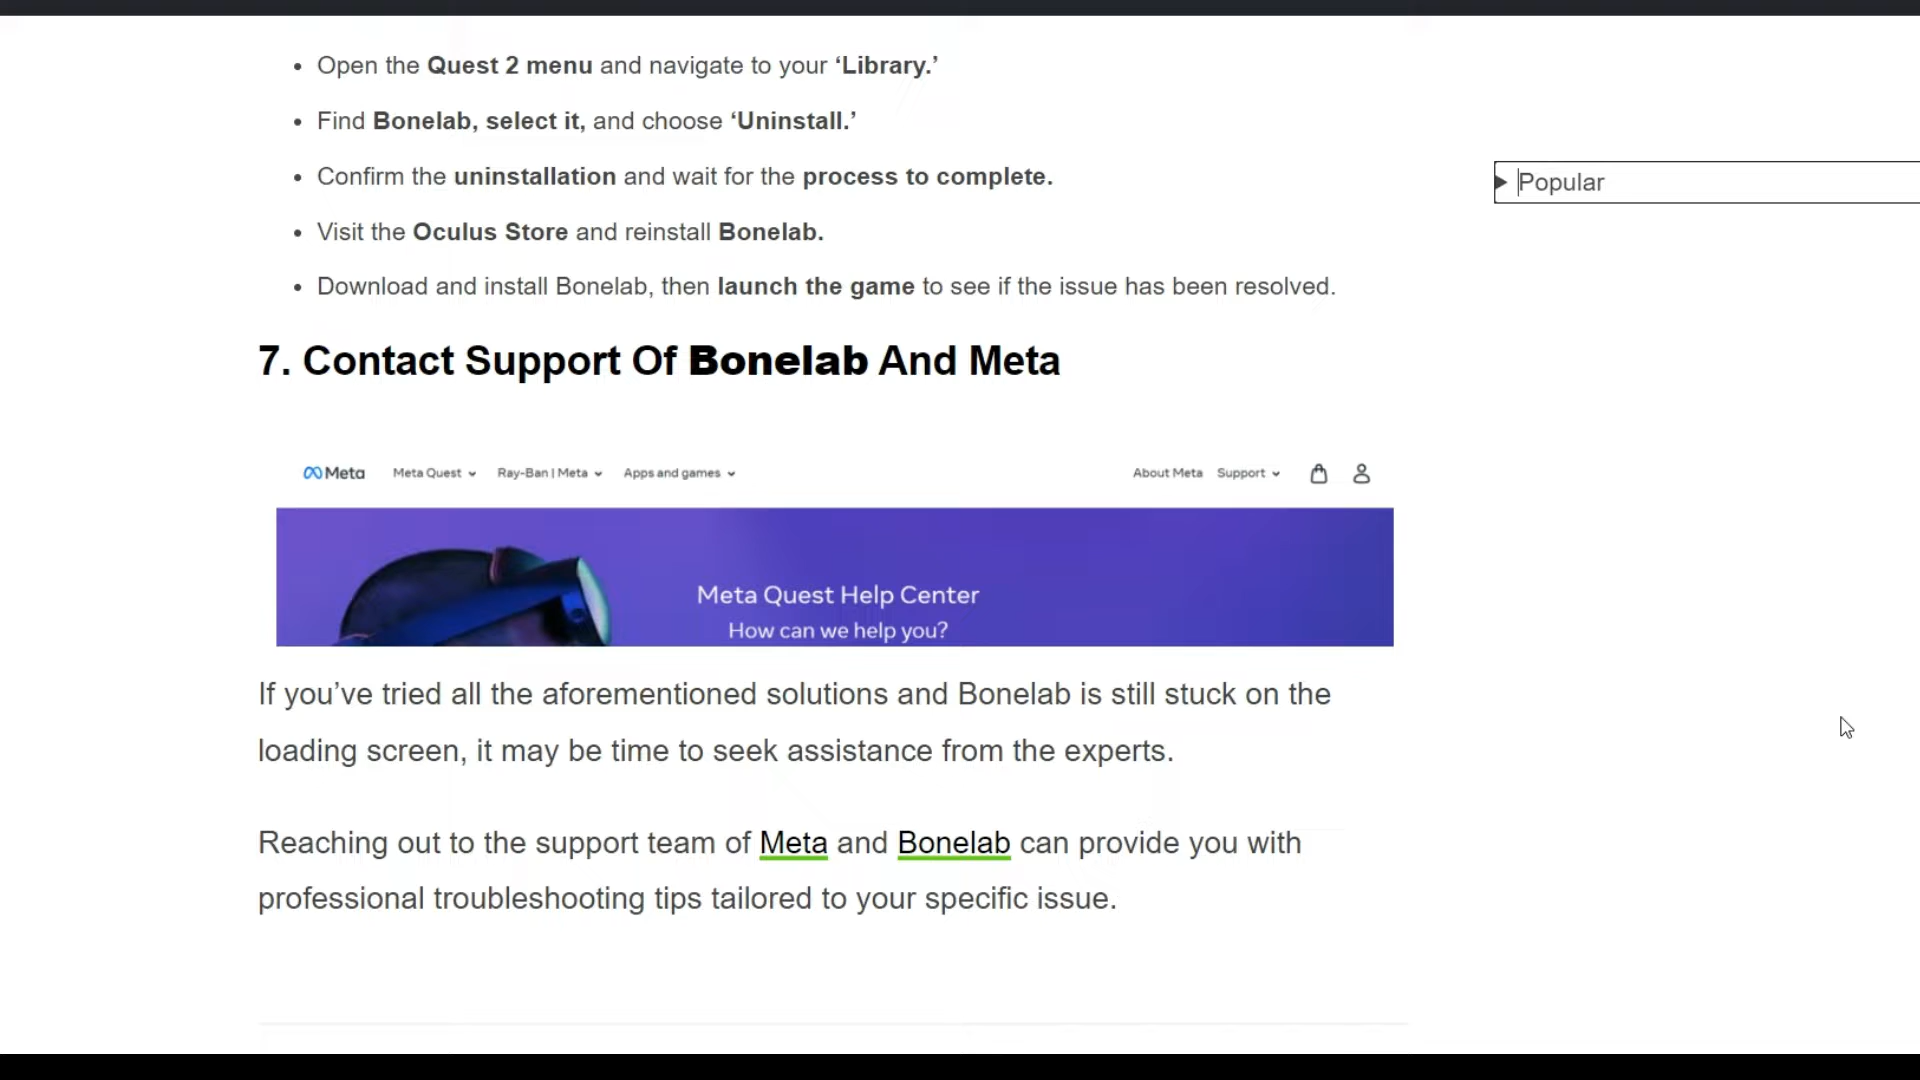 Open the Quest 2 menu and navigate to your ‘Library.’
Find Bonelab, select it, and choose ‘Uninstall.’
Confirm the uninstallation and wait for the process to complete.
Visit the Oculus Store and reinstall Bonelab.
Download and install Bonelab, then launch the game to see if the issue has been resolved.
Popular
7. Contact Support Of Bonelab And Meta
Meta Meta Quest Ray-Ban | Meta Apps and games About Meta Support
Meta Quest Help Center
How can we help you?
If you’ve tried all the aforementioned solutions and Bonelab is still stuck on the
loading screen, it may be time to seek assistance from the experts.
Reaching out to the support team of Meta and Bonelab can provide you with
professional troubleshooting tips tailored to your specific issue.